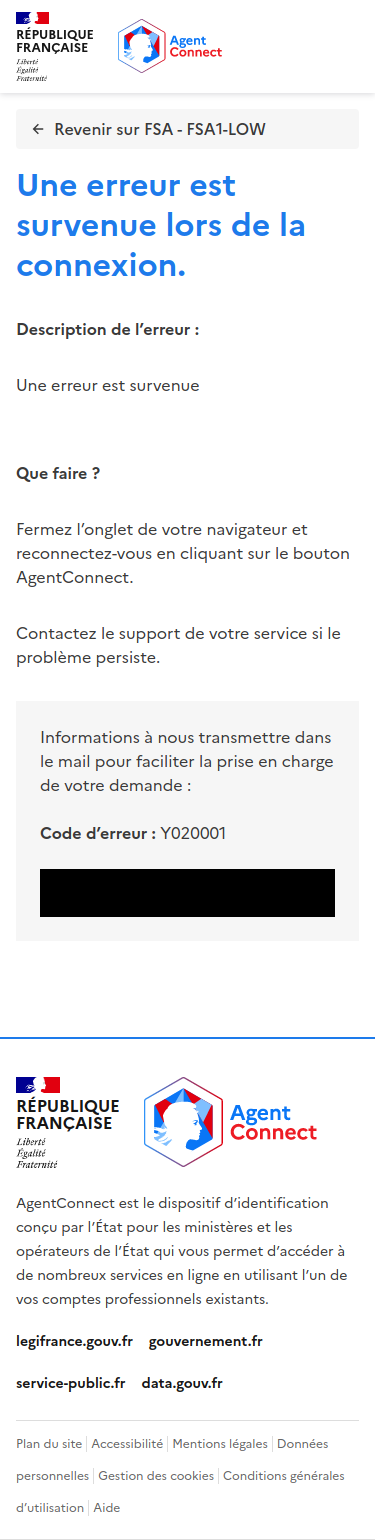 RÉPUBLIQUE
FRANÇAISE
Liberté
Égalité
Fraternité
Agent
Connect
← Revenir sur FSA - FSA1-LOW
Une erreur est
survenue lors de la
connexion.
Description de l’erreur :
Une erreur est survenue
Que faire ?
Fermez l’onglet de votre navigateur et
reconnectez-vous en cliquant sur le bouton
AgentConnect.
Contactez le support de votre service si le
problème persiste.
Informations à nous transmettre dans
le mail pour faciliter la prise en charge
de votre demande :
Code d’erreur : Y020001
RÉPUBLIQUE
FRANÇAISE
Liberté
Égalité
Fraternité
Agent
Connect
AgentConnect est le dispositif d’identification
conçu par l’État pour les ministères et les
opérateurs de l’État qui vous permet d’accéder à
de nombreux services en ligne en utilisant l’un de
vos comptes professionnels existants.
legifrance.gouv.fr gouvernement.fr
service-public.fr data.gouv.fr
Plan du site | Accessibilité | Mentions légales | Données
personnelles | Gestion des cookies | Conditions générales
d’utilisation | Aide